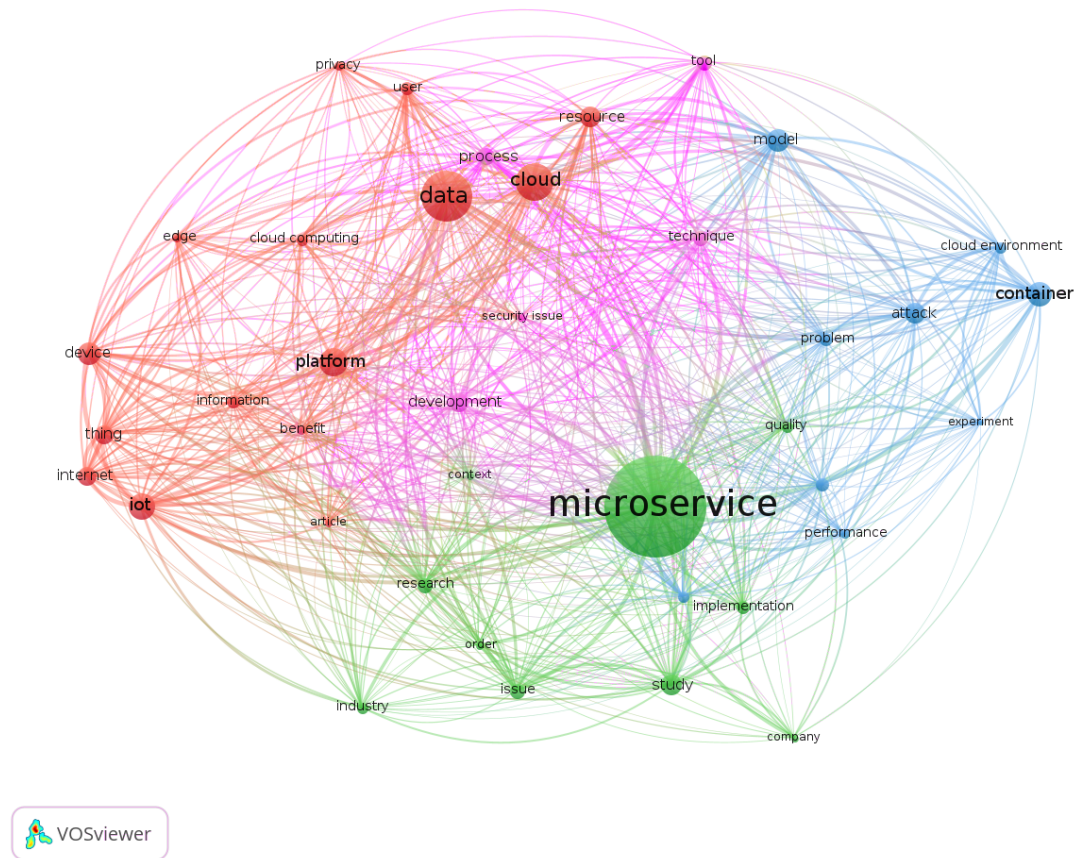 privacy
tool
user
resource
model
process
cloud
data
edge
cloud computing
technique
cloud environment
container
security issue
attack
problem
device
platform
information
development
benefit
quality
experiment
thing
internet
context
iot
microservice
article
performance
research
implementation
order
issue
study
industry
company
VOSviewer